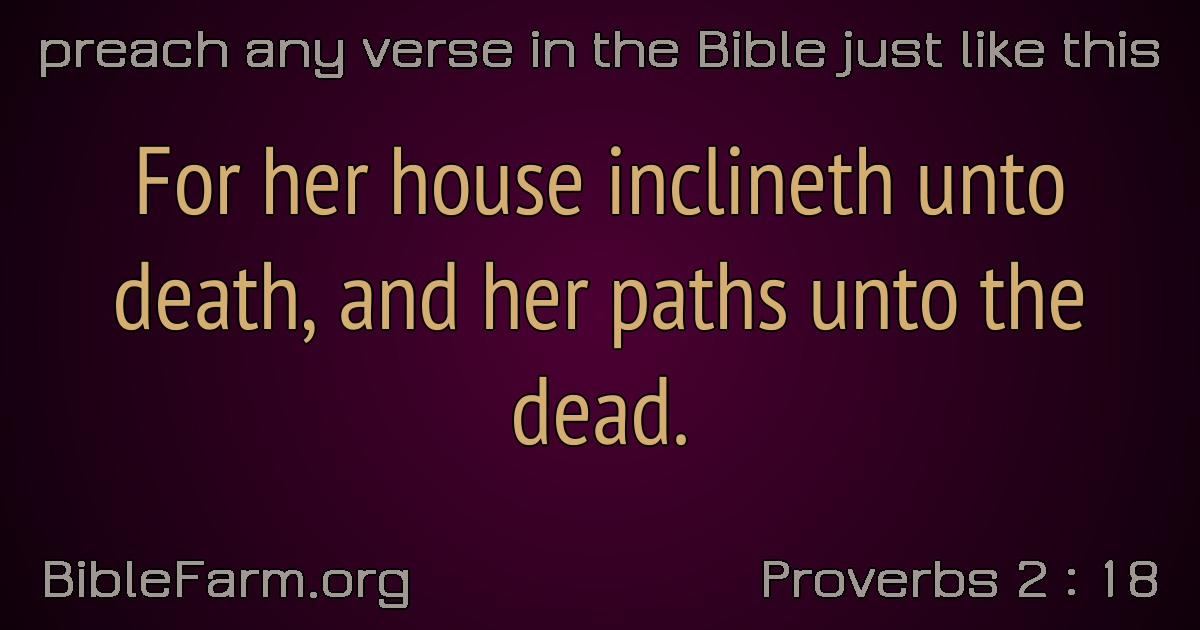 preach any verse in the Bible just like this
For her house inclineth unto
death, and her paths unto the
dead.
BibleFarm.org
Proverbs 2 : 18